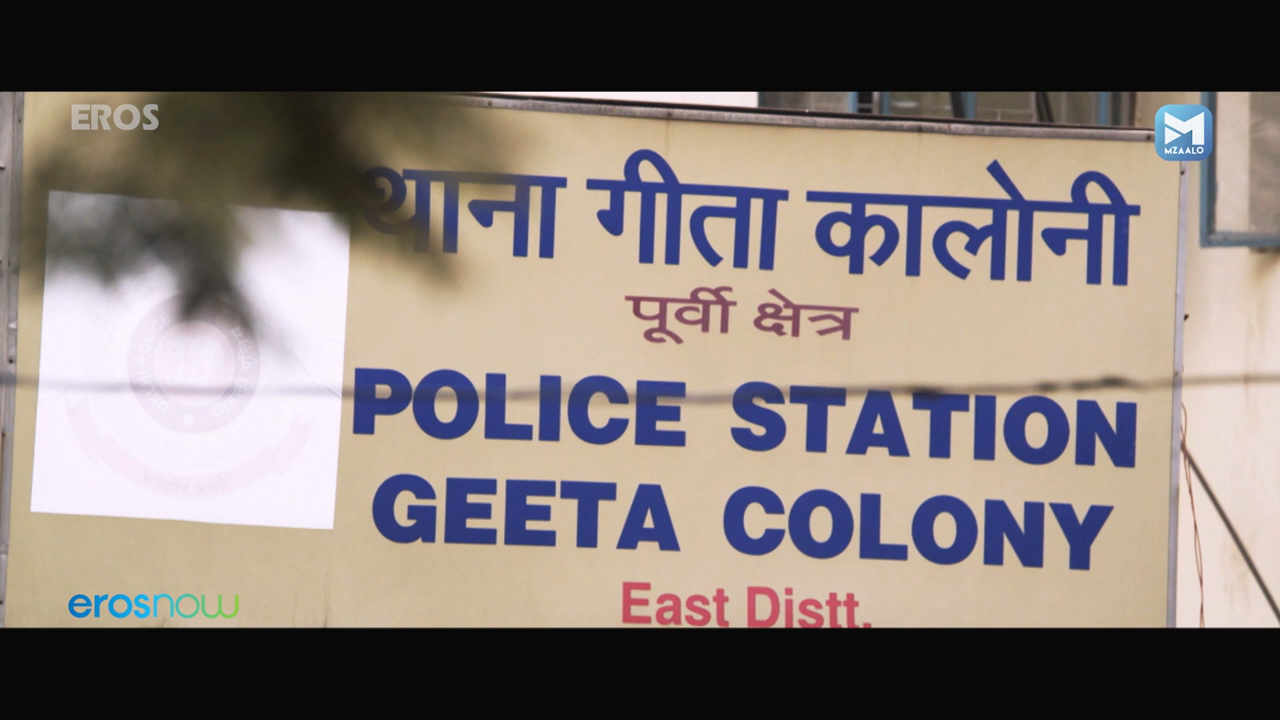 EROS
MZAALO
थाना गीता कालोनी
पूर्वी क्षेत्र
POLICE STATION
GEETA COLONY
East Distt.
erosnow